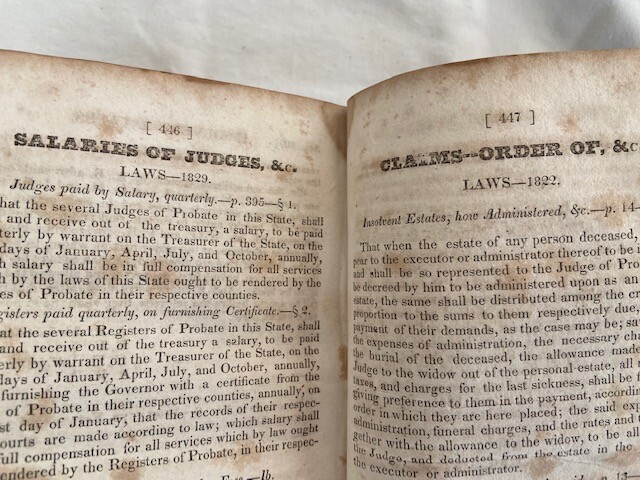 [ 446 ]
SALARIES OF JUDGES, &c.
LAWS—1829.
Judges paid by Salary, quarterly.—p. 395—§ 1.
that the several Judges of Probate in this State, shall
and receive out of the treasury, a salary, to be paid
terly by warrant on the Treasurer of the State, on the
days of January, April, July, and October, annually,
h salary shall be in full compensation for all services
ch by the laws of this State ought to be rendered by the
es of Probate in their respective counties.
gisters paid quarterly, on furnishing Certificate.—§ 2.
at the several Registers of Probate in this State, shall
and receive out of the treasury a salary, to be paid
erly by warrant on the Treasurer of the State, on the
days of January, April, July, and October, annually,
furnishing the Governor with a certificate from the
of Probate in their respective counties, annually, on
st day of January, that the records of their respec-
ourts are made according to law; which salary shall
full compensation for all services which by law ought
endered by the Registers of Probate, in their respec-
[ 447 ]
CLAIMS—ORDER OF, &c
LAWS—1822.
Insolvent Estates, how Administered, &c.—p. 14—
That when the estate of any person deceased,
pear to the executor or administrator thereof to be i
and shall be so represented to the Judge of Pro
be decreed by him to be administered upon as an
estate, the same shall be distributed among the cr
proportion to the sums to them respectively due,
payment of their demands, as the case may be; sa
the expenses of administration, the necessary cha
the burial of the deceased, the allowance made
Judge to the widow out of the personal estate, all r
taxes, and charges for the last sickness, shall be f
giving preference to them in the payment, accordin
order in which they are here placed; the said exp
administration, funeral charges, and the rates and t
gether with the allowance to the widow, to be all
the Judge, and deducted from the estate in the
the executor or administrator.